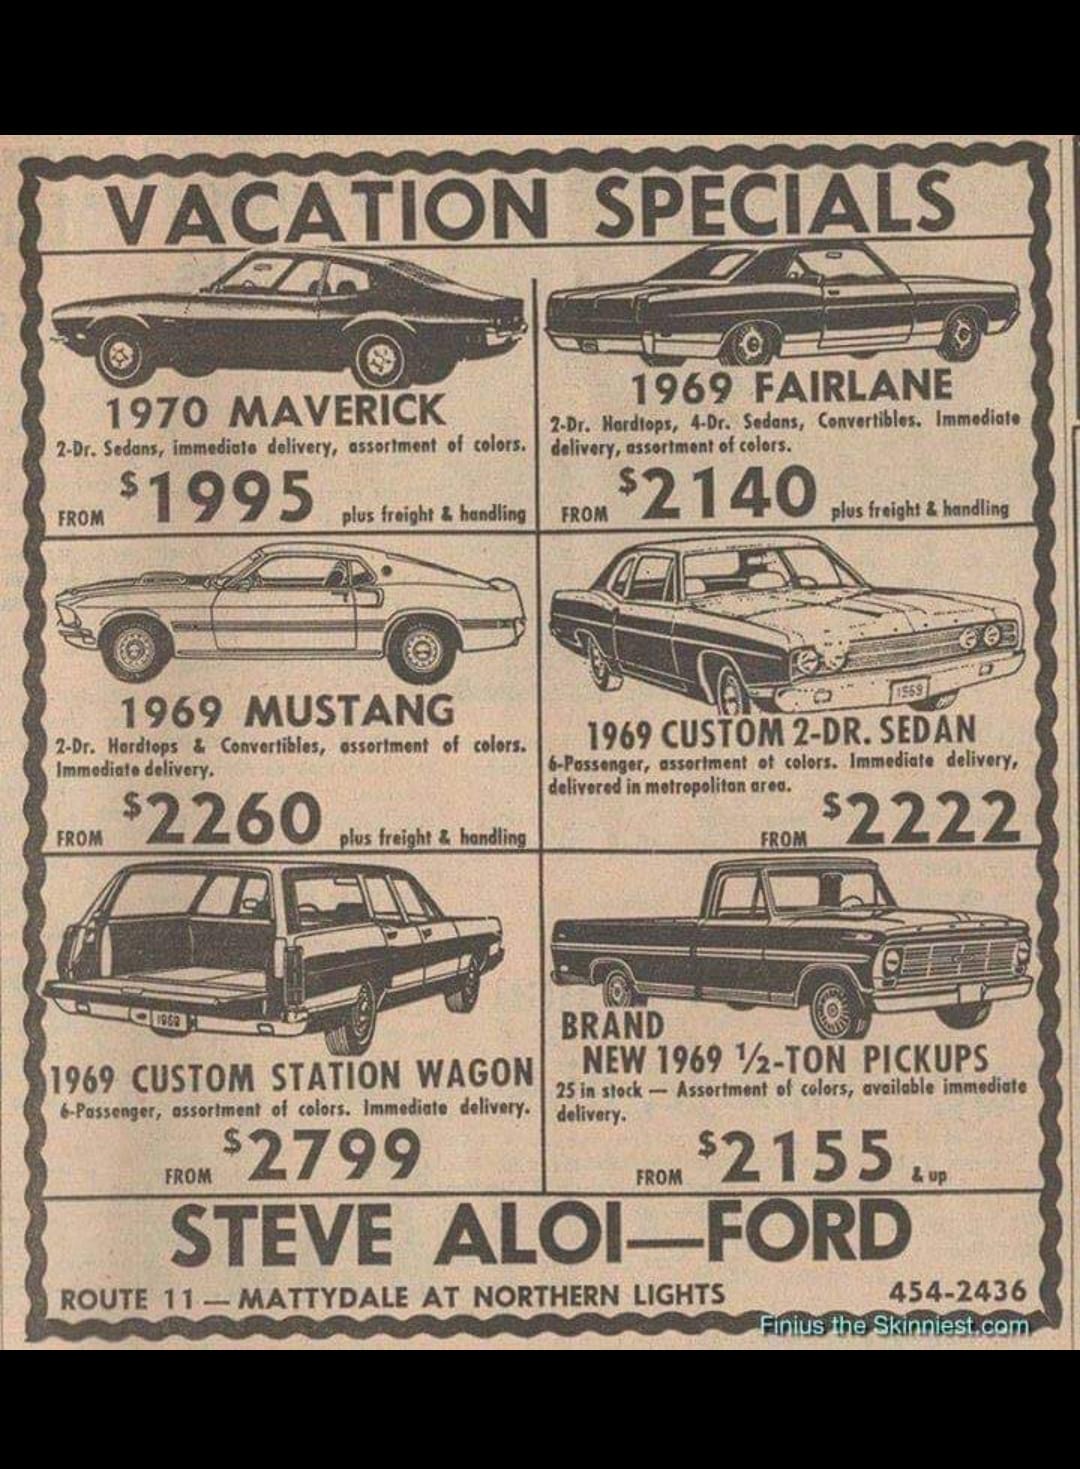 VACATION SPECIALS
1970 MAVERICK
2-Dr. Sedans, immediate delivery, assortment of colors.
FROM $1995 plus freight & handling
1969 FAIRLANE
2-Dr. Hardtops, 4-Dr. Sedans, Convertibles. Immediate
delivery, assortment of colors.
FROM $2140 plus freight & handling
1969 MUSTANG
2-Dr. Hardtops & Convertibles, assortment of colors.
Immediate delivery.
FROM $2260 plus freight & handling
1969
1969 CUSTOM 2-DR. SEDAN
6-Passenger, assortment of colors. Immediate delivery,
delivered in metropolitan area.
FROM $2222
1969
1969 CUSTOM STATION WAGON
6-Passenger, assortment of colors. Immediate delivery.
FROM $2799
BRAND
NEW 1969 ½-TON PICKUPS
25 in stock — Assortment of colors, available immediate
delivery.
FROM $2155 & up
STEVE ALOI—FORD
ROUTE 11 — MATTYDALE AT NORTHERN LIGHTS 454-2436
Finius the Skinniest.com